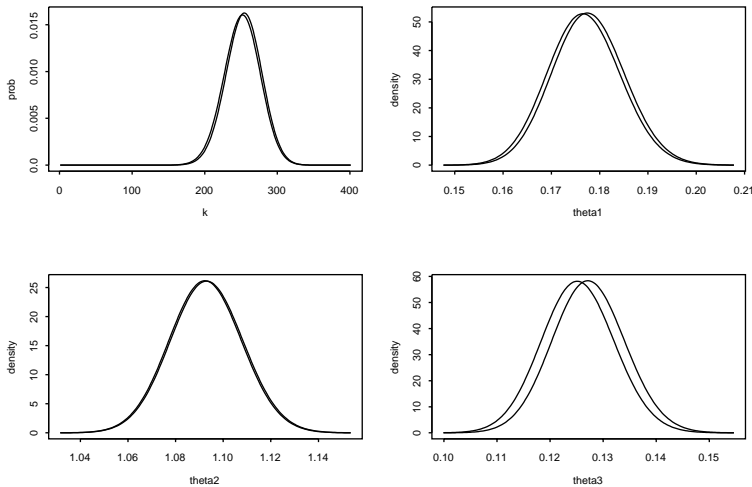 prob
0.0 0.005 0.010 0.015
0 100 200 300 400
k
density
0 10 20 30 40 50
0.15 0.16 0.17 0.18 0.19 0.20 0.21
theta1
density
0 5 10 15 20 25
1.04 1.06 1.08 1.10 1.12 1.14
theta2
density
0 10 20 30 40 50 60
0.10 0.11 0.12 0.13 0.14 0.15
theta3